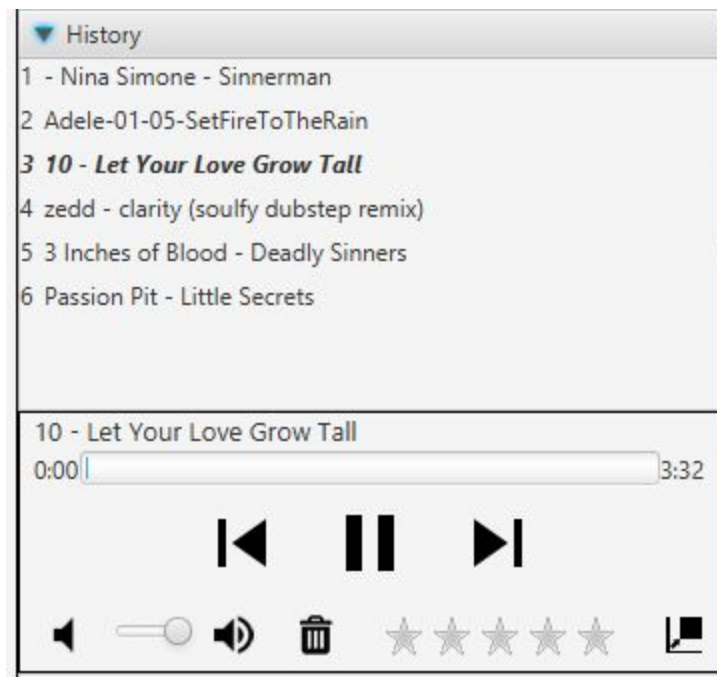 History
1 - Nina Simone - Sinnerman
2 Adele-01-05-SetFireToTheRain
3 10 - Let Your Love Grow Tall
4 zedd - clarity (soulfy dubstep remix)
5 3 Inches of Blood - Deadly Sinners
6 Passion Pit - Little Secrets
10 - Let Your Love Grow Tall
0:00 3:32